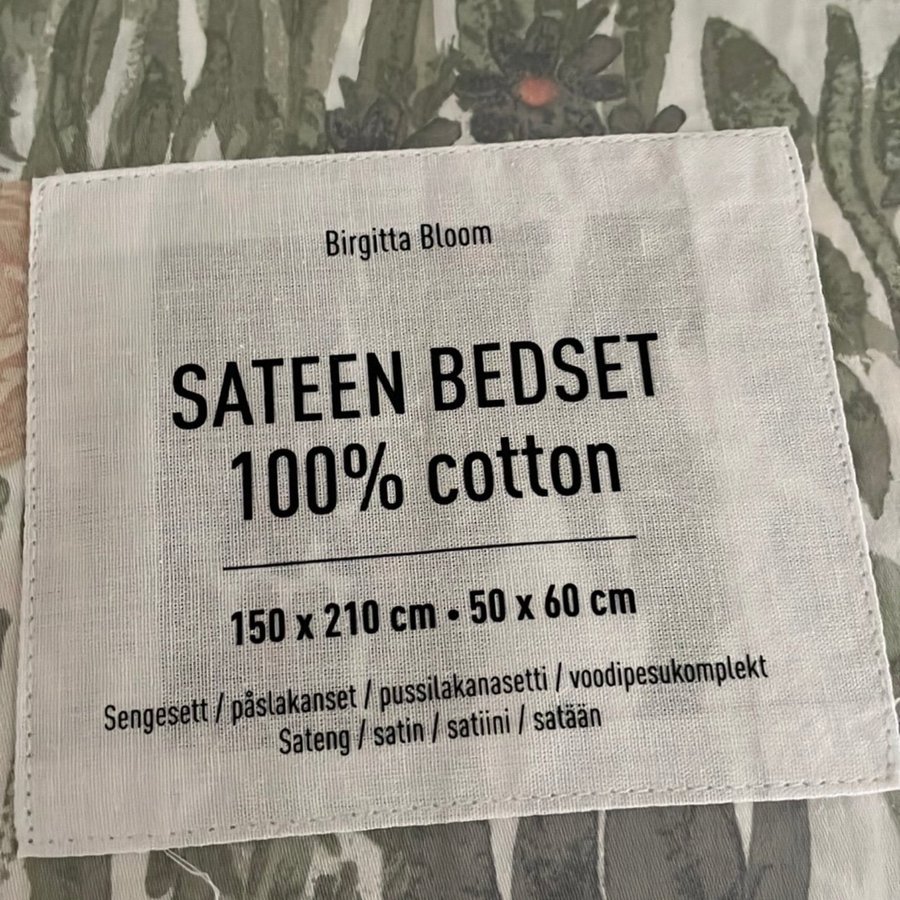 Birgitta Bloom
SATEEN BEDSET
100% cotton
150 x 210 cm • 50 x 60 cm
Sengesett / påslakanset / pussilakanasetti / voodipesukomplekt
Sateng / satin / satiini / satään